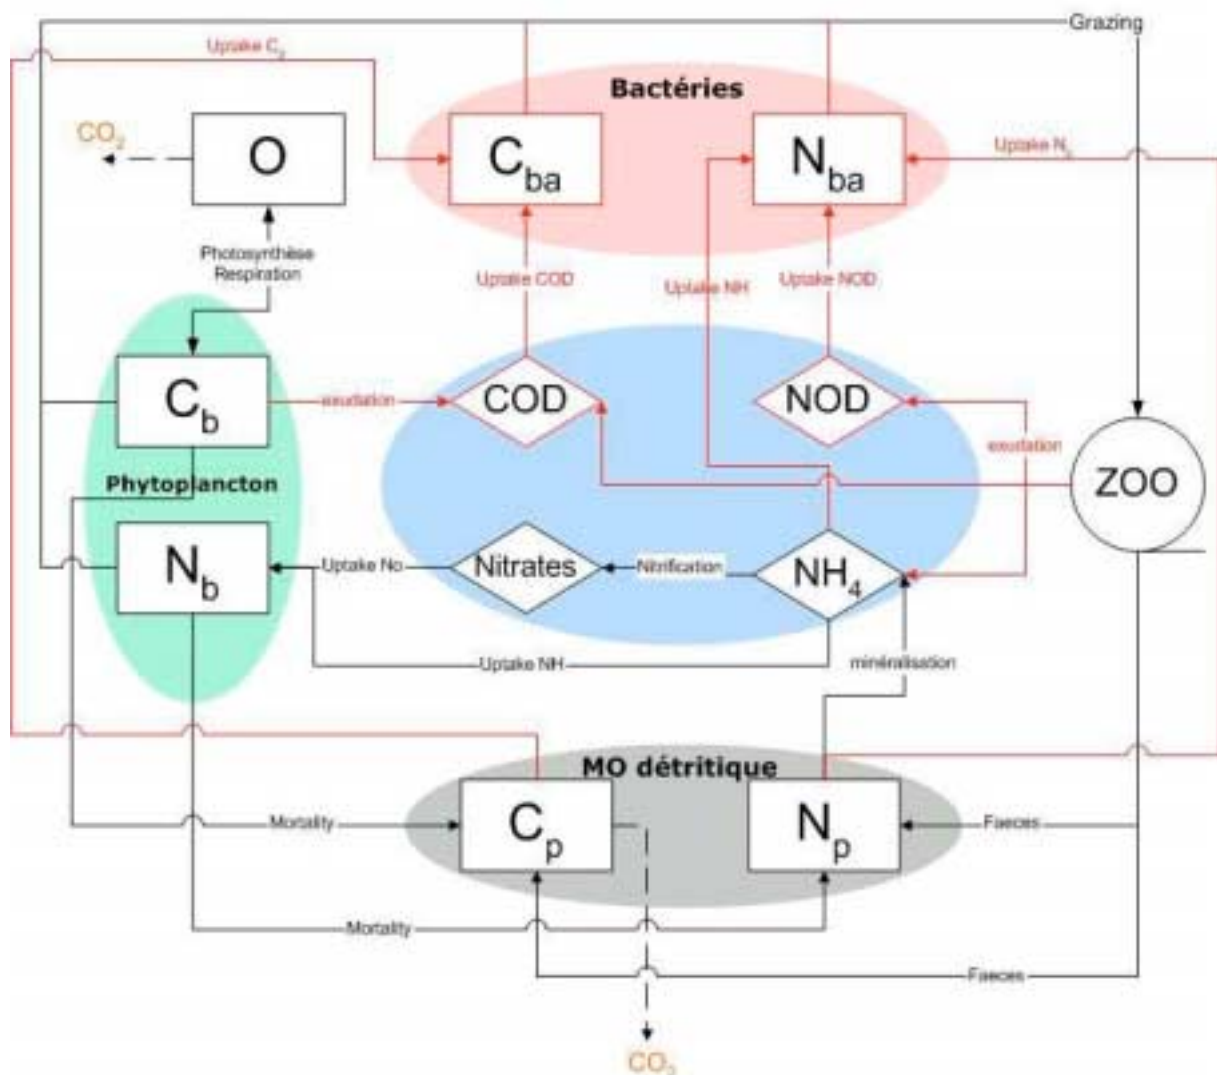 Grazing
Uptake C
Bactéries
CO2
O
Cba
Nba
Uptake N
Photosynthèse
Respiration
Uptake COD
Uptake NH
Uptake NOD
Cb
exudation
COD
NOD
exudation
ZOO
Phytoplancton
Nb
Uptake No
Nitrates
Nitrification
NH4
Uptake NH
minéralisation
MO détritique
Mortality
Cp
Np
Faeces
Mortality
Faeces
CO